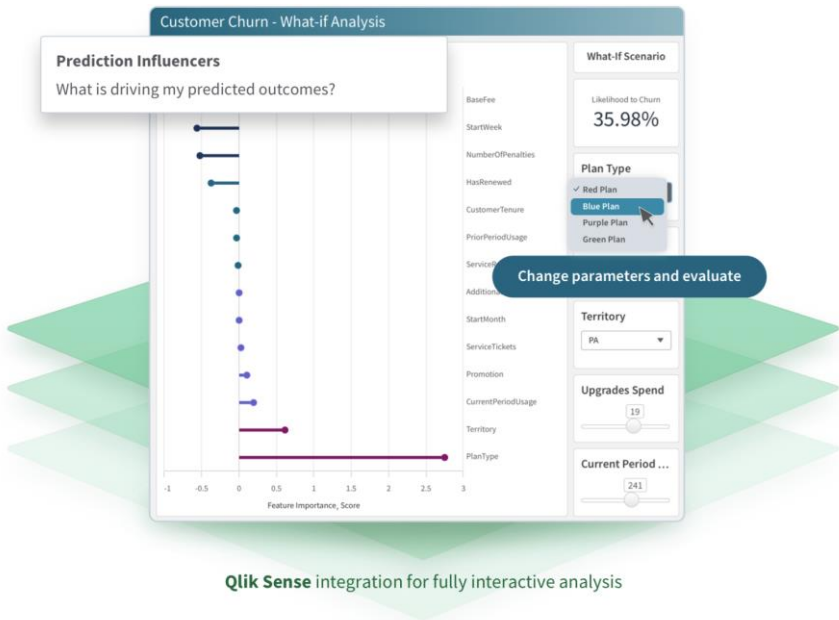 Customer Churn - What-if Analysis
Prediction Influencers
What is driving my predicted outcomes?
BaseFee
StartWeek
NumberOfPenalties
HasRenewed
CustomerTenure
PriorPeriodUsage
StartMonth
ServiceTickets
Promotion
CurrentPeriodUsage
Territory
PlanType
-1 -0.5 0 0.5 1 1.5 2 2.5 3
Feature Importance, Score
What-If Scenario
Likelihood to Churn
35.98%
Plan Type
✓ Red Plan
Blue Plan
Purple Plan
Green Plan
Change parameters and evaluate
Territory
PA
Upgrades Spend
19
Current Period ...
241
Qlik Sense integration for fully interactive analysis